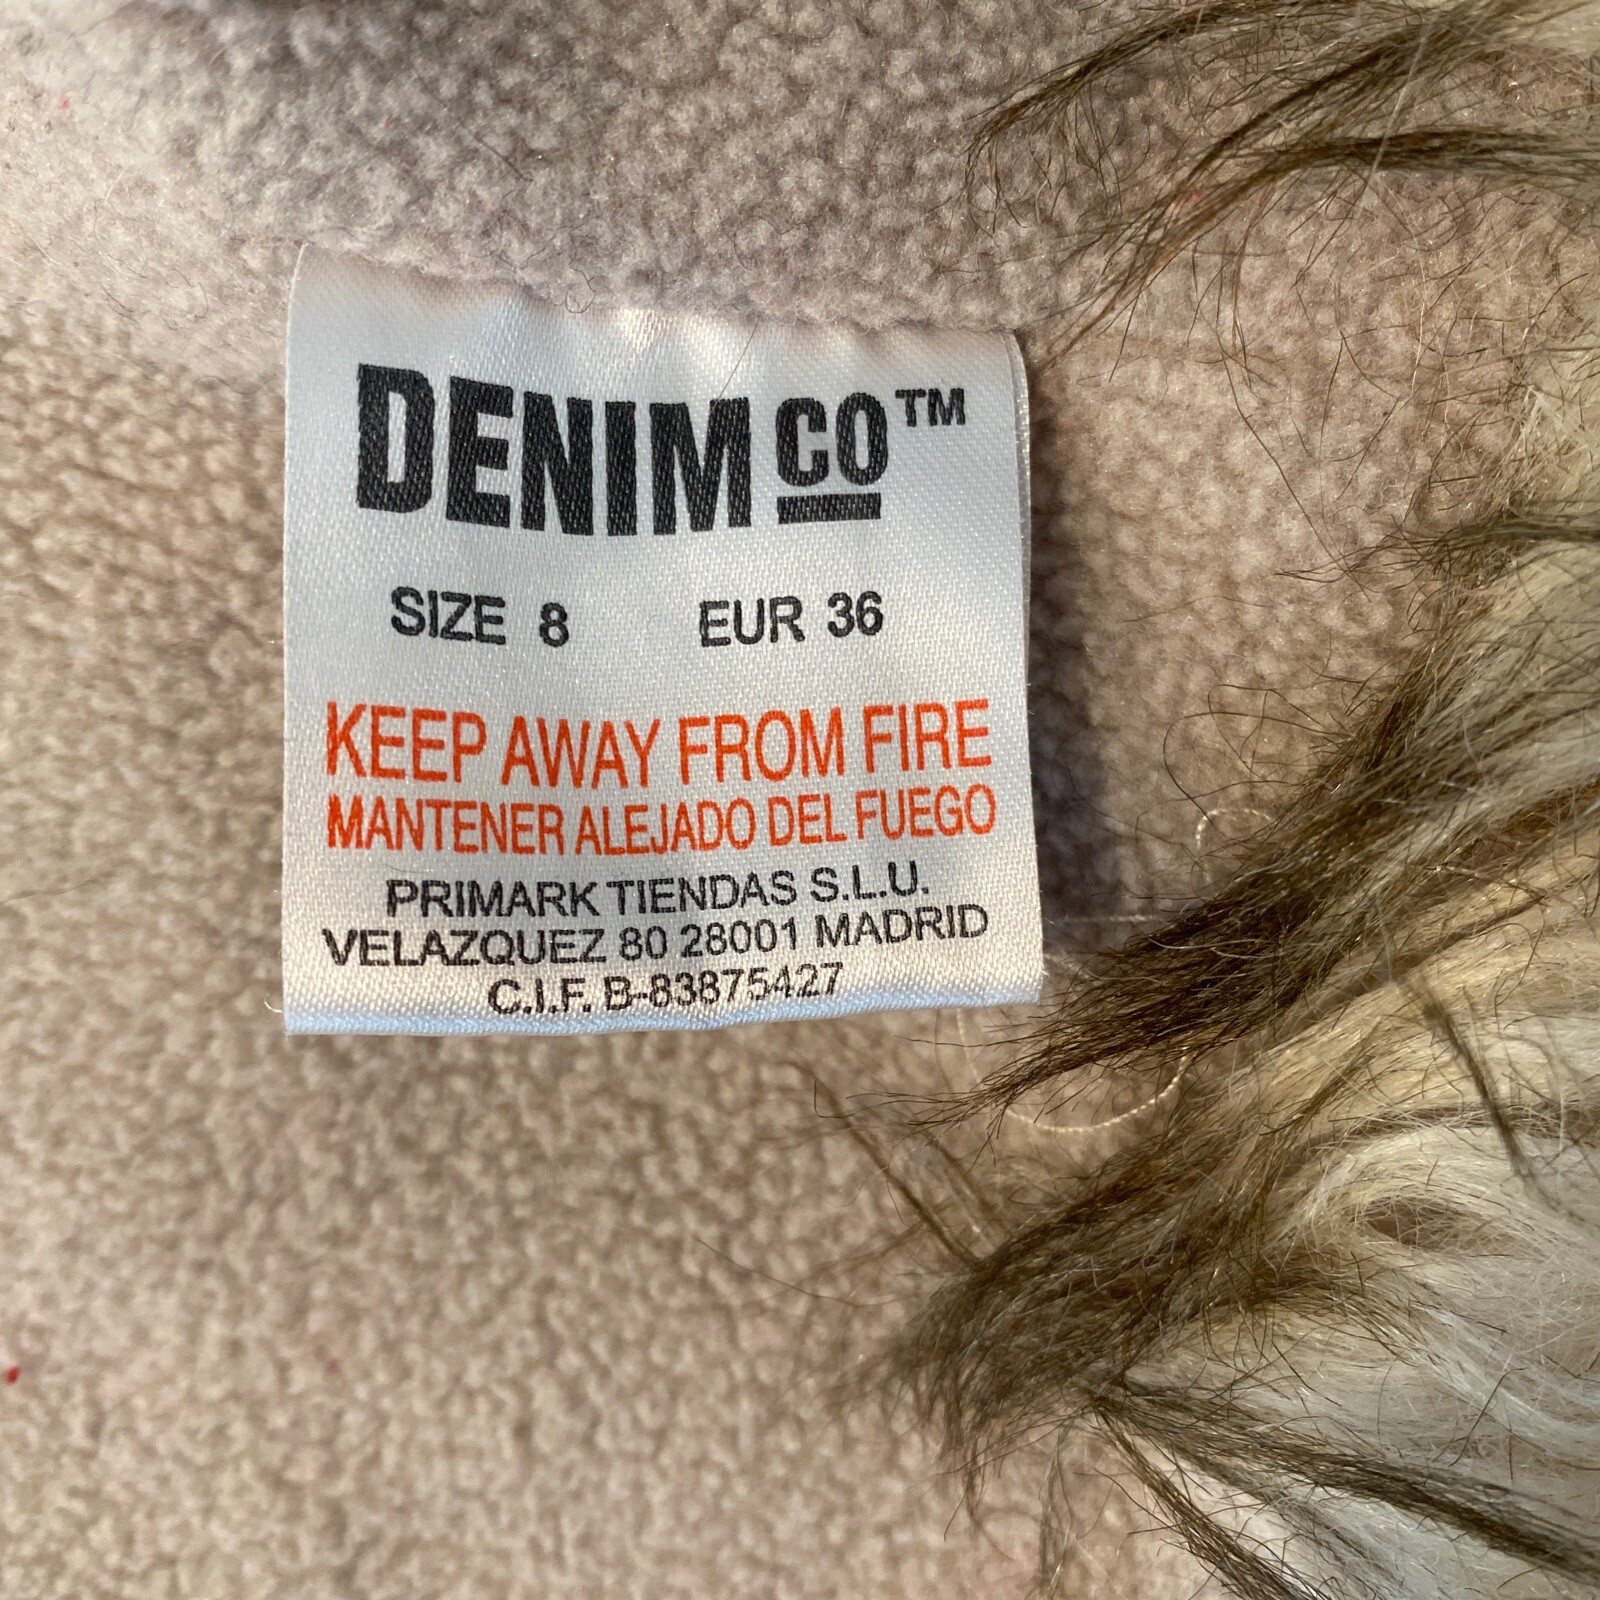 DENIM CO™
SIZE 8 EUR 36
KEEP AWAY FROM FIRE
MANTENER ALEJADO DEL FUEGO
PRIMARK TIENDAS S.L.U.
VELAZQUEZ 80 28001 MADRID
C.I.F. B-83875427